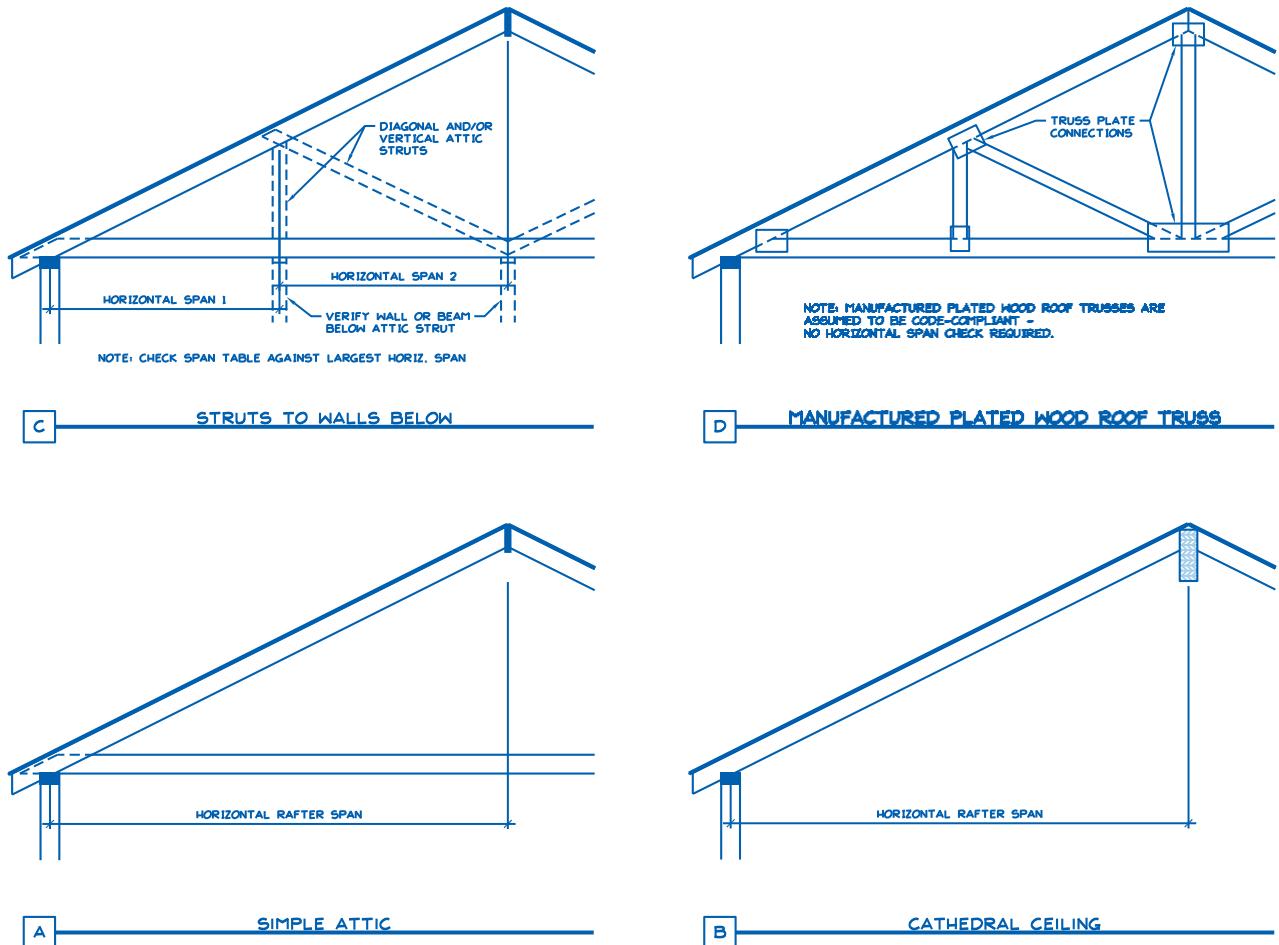 DIAGONAL AND/OR
VERTICAL ATTIC
STRUTS
HORIZONTAL SPAN 2
HORIZONTAL SPAN 1
VERIFY WALL OR BEAM
BELOW ATTIC STRUT
NOTE: CHECK SPAN TABLE AGAINST LARGEST HORIZ. SPAN
C
STRUTS TO WALLS BELOW
TRUSS PLATE
CONNECTIONS
NOTE: MANUFACTURED PLATED WOOD ROOF TRUSSES ARE
ASSUMED TO BE CODE-COMPLIANT -
NO HORIZONTAL SPAN CHECK REQUIRED.
D
MANUFACTURED PLATED WOOD ROOF TRUSS
HORIZONTAL RAFTER SPAN
A
SIMPLE ATTIC
HORIZONTAL RAFTER SPAN
B
CATHEDRAL CEILING